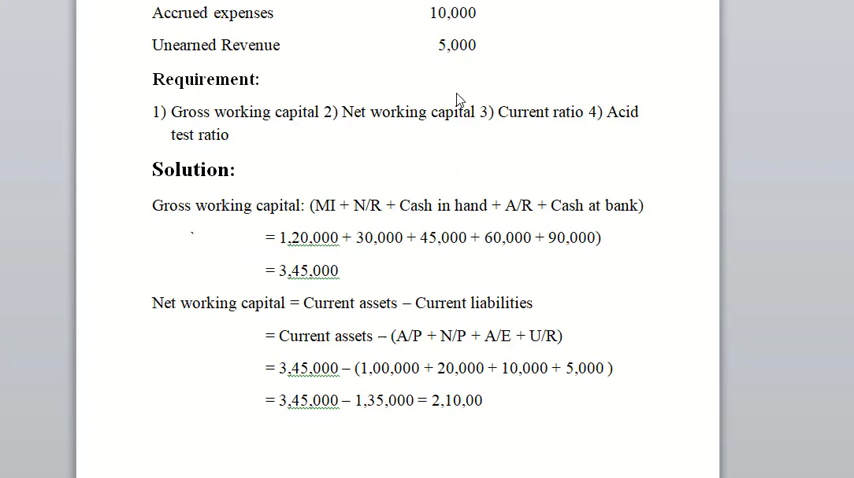 Accrued expenses 10,000
Unearned Revenue 5,000
Requirement:
1) Gross working capital 2) Net working capital 3) Current ratio 4) Acid
test ratio
Solution:
Gross working capital: (MI + N/R + Cash in hand + A/R + Cash at bank)
= 1,20,000 + 30,000 + 45,000 + 60,000 + 90,000)
= 3,45,000
Net working capital = Current assets – Current liabilities
= Current assets – (A/P + N/P + A/E + U/R)
= 3,45,000 – (1,00,000 + 20,000 + 10,000 + 5,000 )
= 3,45,000 – 1,35,000 = 2,10,00